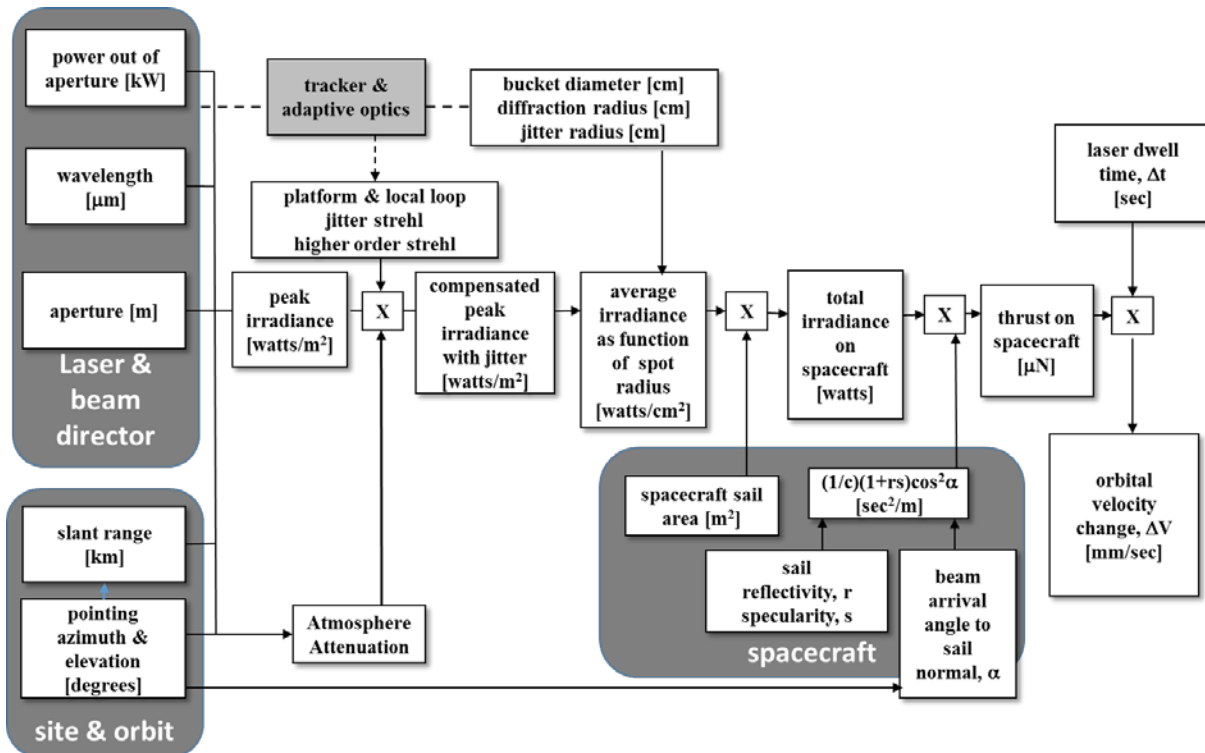 power out of
aperture [kW]
wavelength
[μm]
aperture [m]
Laser &
beam
director
slant range
[km]
pointing
azimuth &
elevation
[degrees]
site & orbit
tracker &
adaptive optics
platform & local loop
jitter strehl
higher order strehl
peak
irradiance
[watts/m²]
X
Atmosphere
Attenuation
compensated
peak
irradiance
with jitter
[watts/m²]
bucket diameter [cm]
diffraction radius [cm]
jitter radius [cm]
average
irradiance
as function
of spot
radius
[watts/cm²]
X
spacecraft sail
area [m²]
total
irradiance
on
spacecraft
[watts]
X
(1/c)(1+rs)cos²α
[sec²/m]
sail
reflectivity, r
specularity, s
beam
arrival
angle to
sail
normal, α
spacecraft
thrust on
spacecraft
[μN]
laser dwell
time, Δt
[sec]
X
orbital
velocity
change, ΔV
[mm/sec]